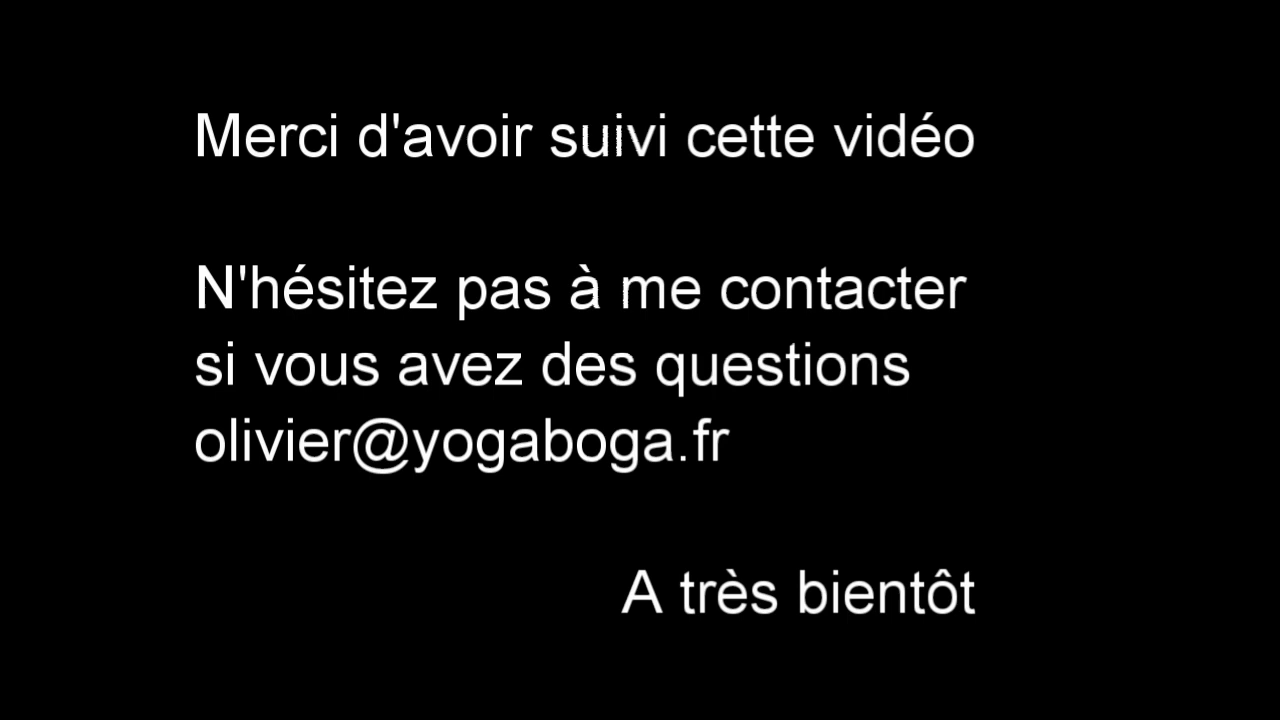 Merci d'avoir suivi cette vidéo
N'hésitez pas à me contacter
si vous avez des questions
olivier@yogaboga.fr
A très bientôt